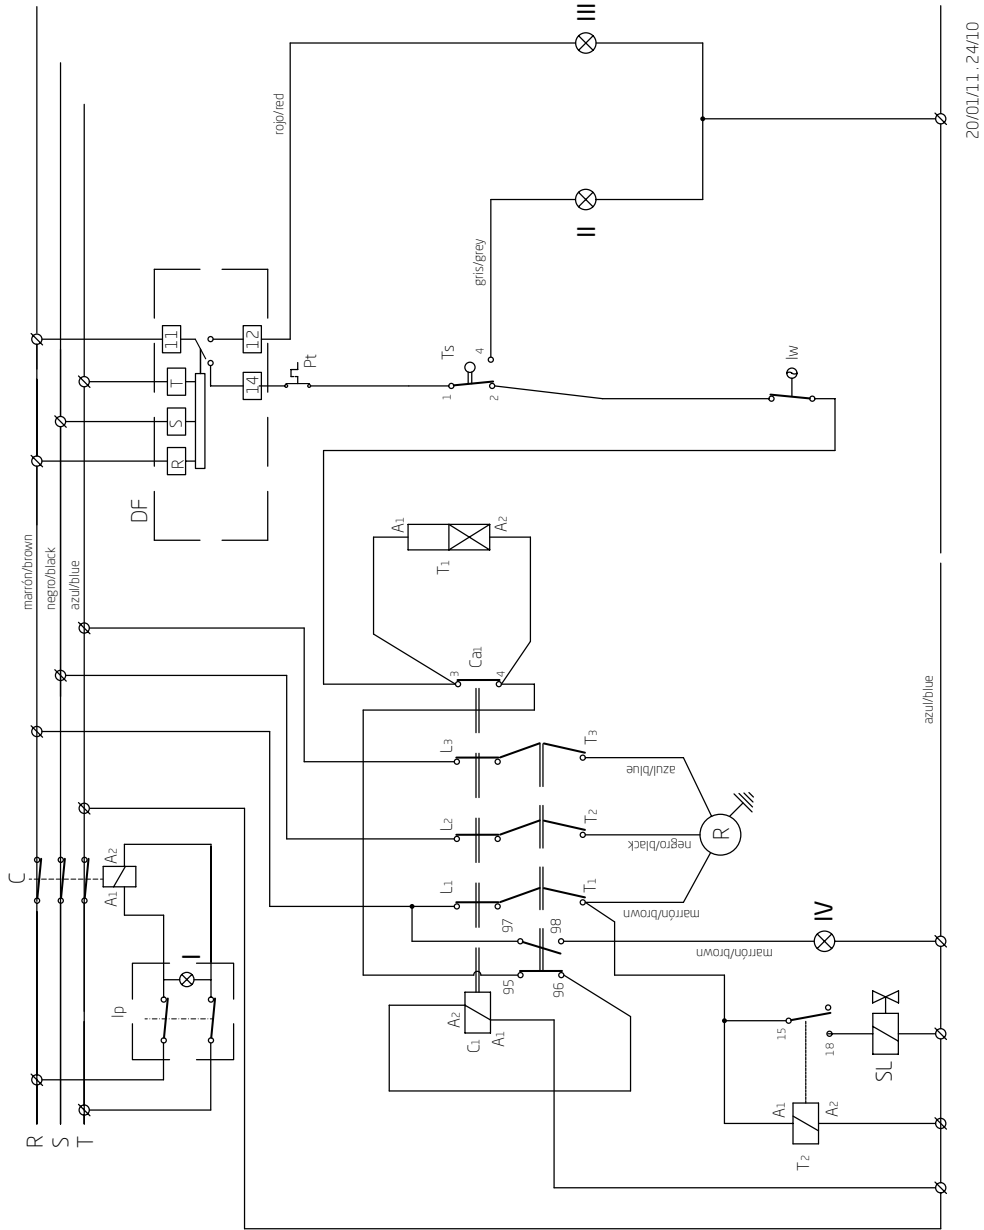 R
S
T
C
A1
A2
Ip
I
marrón/brown
negro/black
azul/blue
DF
R
S
T
11
14
12
rojo/red
III
II
Pt
Ts
1
2
4
gris/grey
Iw
A1
A2
T1
Ca1
3
4
L1
L2
L3
T1
T2
T3
marrón/brown
negro/black
azul/blue
R
97
98
95
96
C1
A2
A1
marrón/brown
IV
15
18
SL
T2
A1
A2
azul/blue
20/01/11 . 24/10